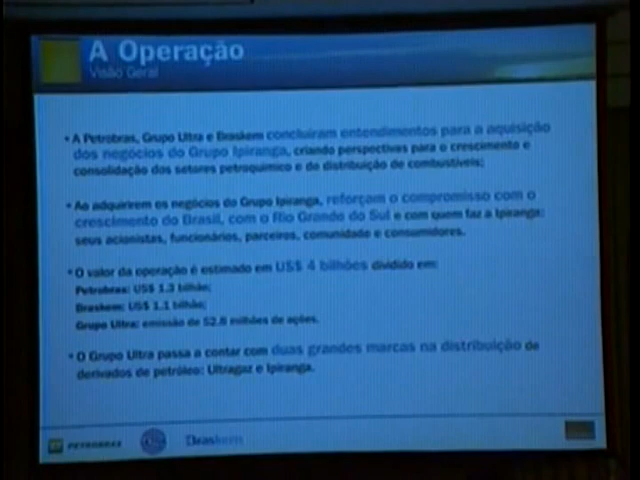 A Operação
Visão Geral
• A Petrobras, Grupo Ultra e Braskem concluíram entendimentos para a aquisição
dos negócios do Grupo Ipiranga, criando perspectivas para o crescimento e
consolidação dos setores petroquímico e de distribuição de combustíveis;
• Ao adquirirem os negócios do Grupo Ipiranga, reforçam o compromisso com o
crescimento do Brasil, com o Rio Grande do Sul e com quem faz a Ipiranga:
seus acionistas, funcionários, parceiros, comunidade e consumidores.
• O valor da operação é estimado em US$ 4 bilhões dividido em:
Petrobras: US$ 1.3 bilhão;
Braskem: US$ 1.1 bilhão;
Grupo Ultra: emissão de 52.8 milhões de ações.
• O Grupo Ultra passa a contar com duas grandes marcas na distribuição de
derivados de petróleo: Ultragaz e Ipiranga.
BR PETROBRAS
Braskem